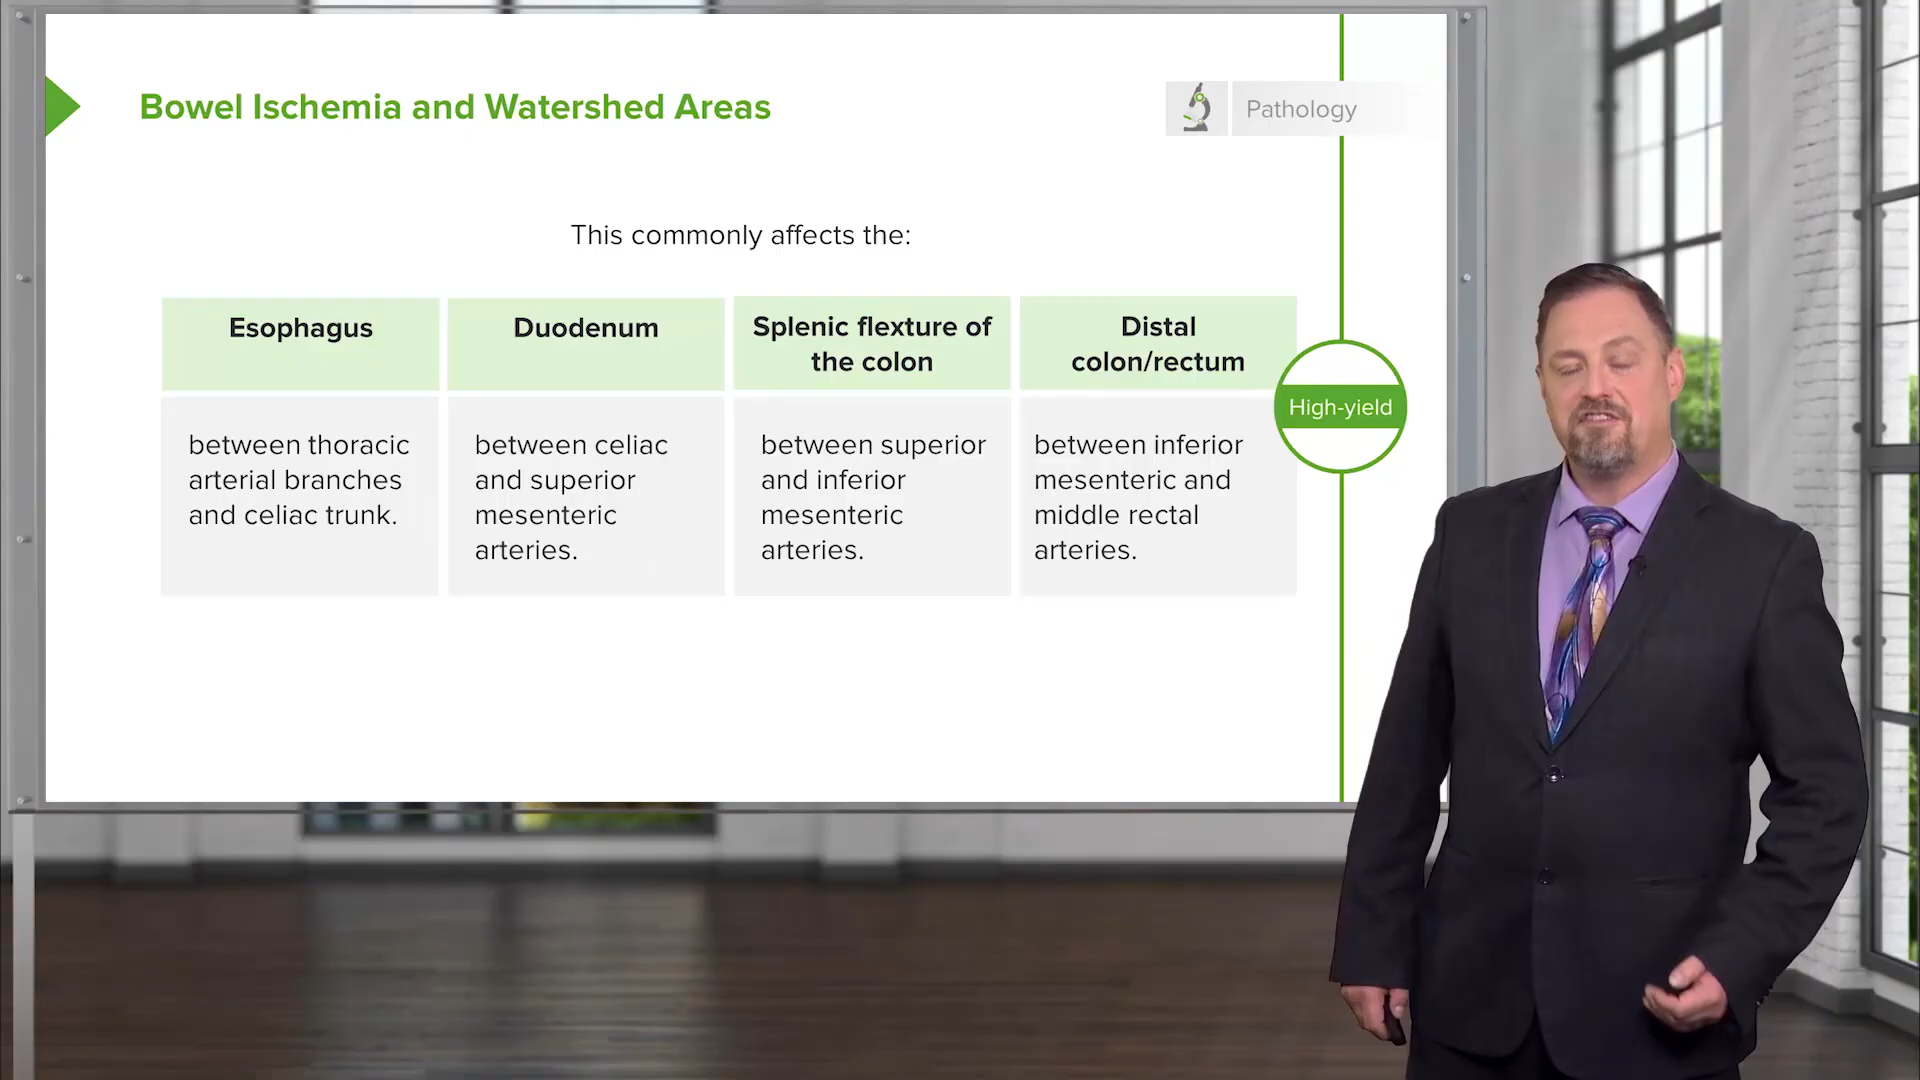 Bowel Ischemia and Watershed Areas
Pathology
This commonly affects the:
Esophagus
between thoracic
arterial branches
and celiac trunk.
Duodenum
between celiac
and superior
mesenteric
arteries.
Splenic flexture of
the colon
between superior
and inferior
mesenteric
arteries.
Distal
colon/rectum
between inferior
mesenteric and
middle rectal
arteries.
High-yield